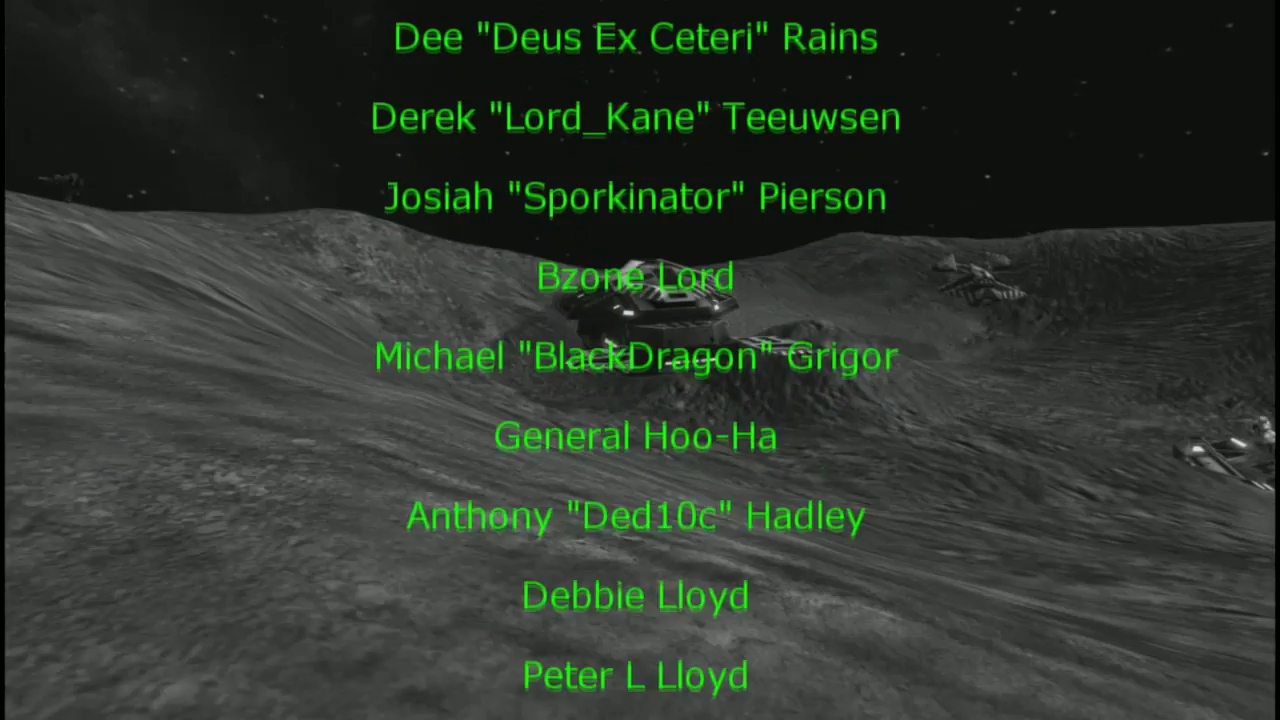 Dee "Deus Ex Ceteri" Rains
Derek "Lord_Kane" Teeuwsen
Josiah "Sporkinator" Pierson
Bzone Lord
Michael "BlackDragon" Grigor
General Hoo-Ha
Anthony "Ded10c" Hadley
Debbie Lloyd
Peter L Lloyd